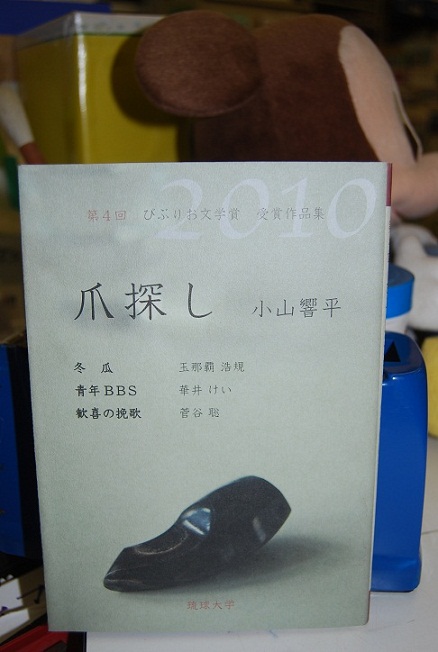 2010
第4回 びぶりお文学賞 受賞作品集
爪探し 小山響平
冬瓜 玉那覇 浩規
青年BBS 華井 けい
歓喜の挽歌 菅谷 聡
琉球大学